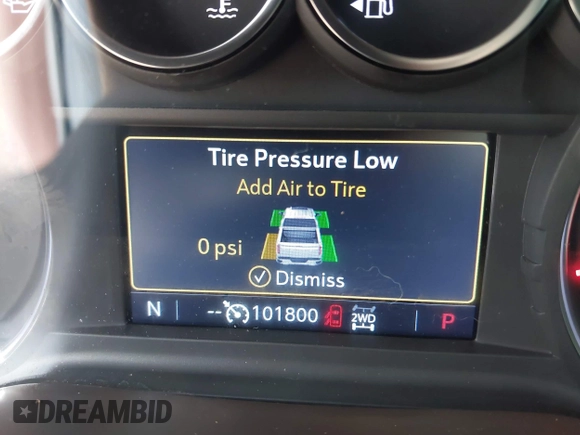 Tire Pressure Low
Add Air to Tire
0 psi
Dismiss
N -- 101800 2WD P
DREAMBID